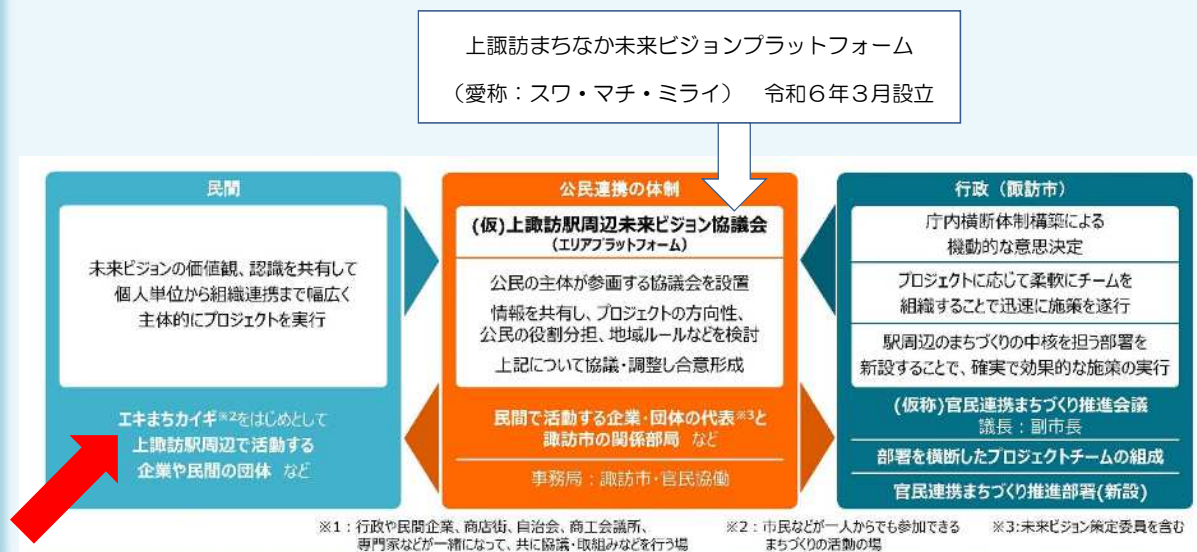 上諏訪まちなか未来ビジョンプラットフォーム
（愛称：スワ・マチ・ミライ）　令和６年３月設立
民間
未来ビジョンの価値観、認識を共有して
個人単位から組織連携まで幅広く
主体的にプロジェクトを実行
エキまちカイギ※2をはじめとして
上諏訪駅周辺で活動する
企業や民間の団体 など
公民連携の体制
(仮)上諏訪駅周辺未来ビジョン協議会
（エリアプラットフォーム）
公民の主体が参画する協議会を設置
情報を共有し、プロジェクトの方向性、
公民の役割分担、地域ルールなどを検討
上記について協議・調整し合意形成
民間で活動する企業・団体の代表※3と
諏訪市の関係部局 など
事務局：諏訪市・官民協働
行政（諏訪市）
庁内横断体制構築による
機動的な意思決定
プロジェクトに応じて柔軟にチームを
組織することで迅速に施策を遂行
駅周辺のまちづくりの中核を担う部署を
新設することで、確実で効果的な施策の実行
(仮称)官民連携まちづくり推進会議
議長：副市長
部署を横断したプロジェクトチームの組成
官民連携まちづくり推進部署(新設)
※1：行政や民間企業、商店街、自治会、商工会議所、
専門家などが一緒になって、共に協議・取組みなどを行う場
※2：市民などが一人からでも参加できる
まちづくりの活動の場
※3:未来ビジョン策定委員を含む